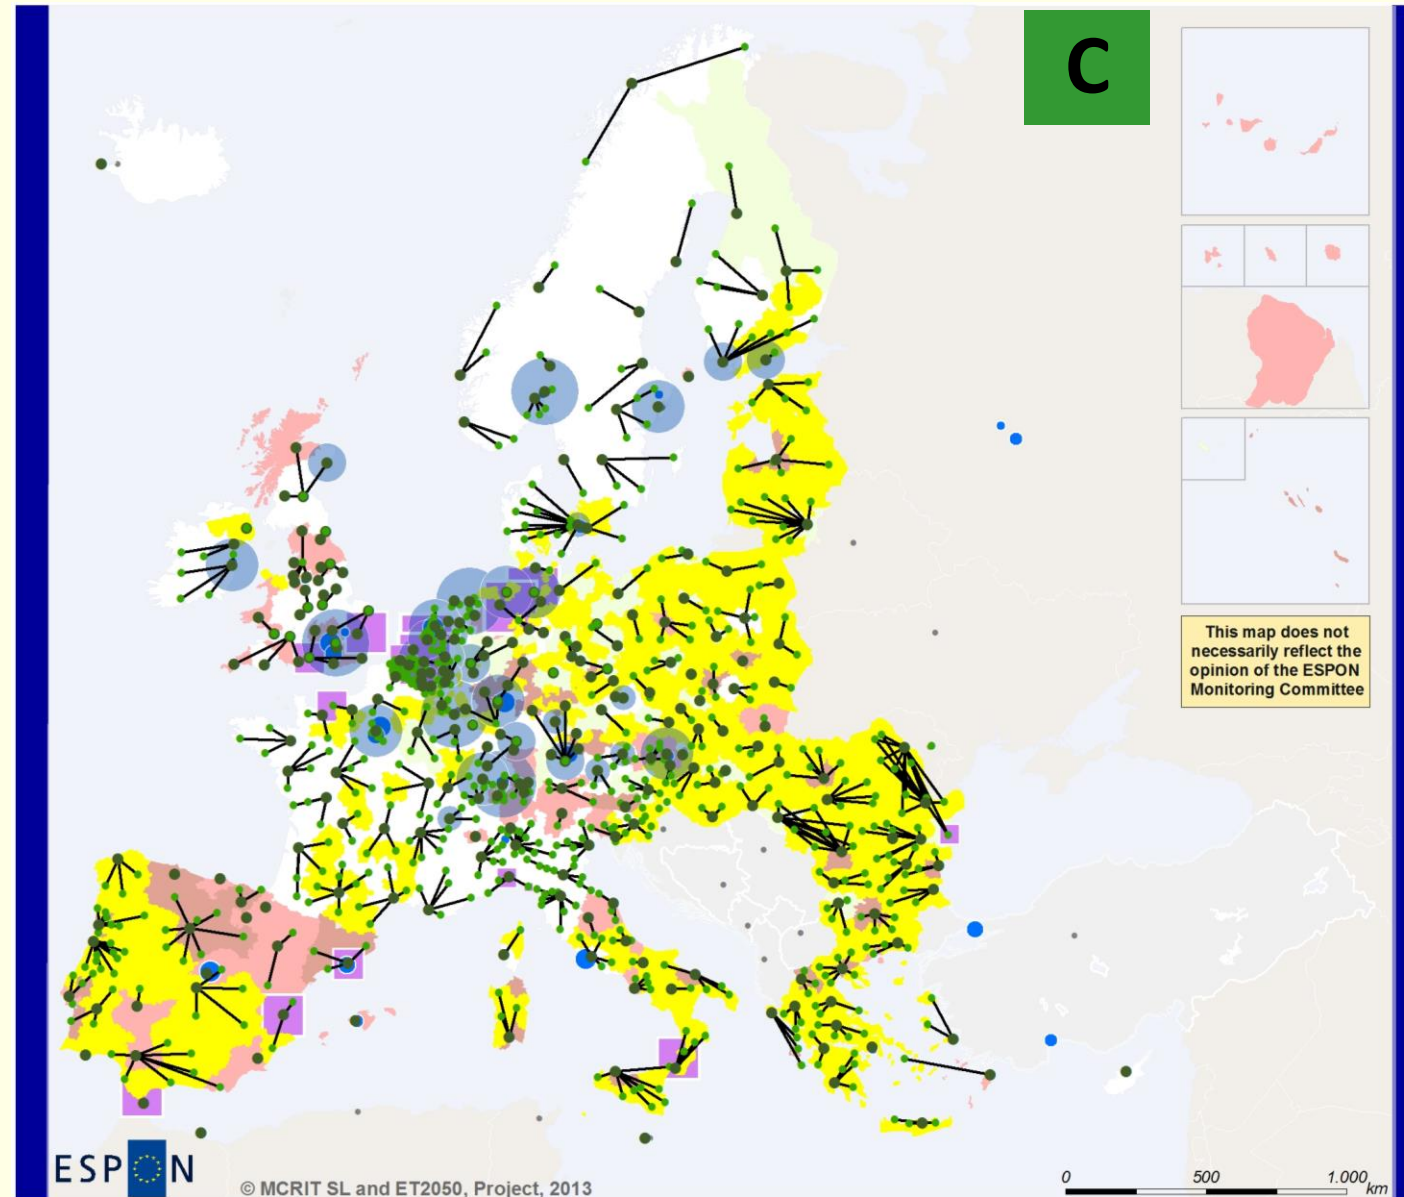 C
This map does not
necessarily reflect the
opinion of the ESPON
Monitoring Committee
ESPON
© MCRIT SL and ET2050, Project, 2013
0 500 1.000 km